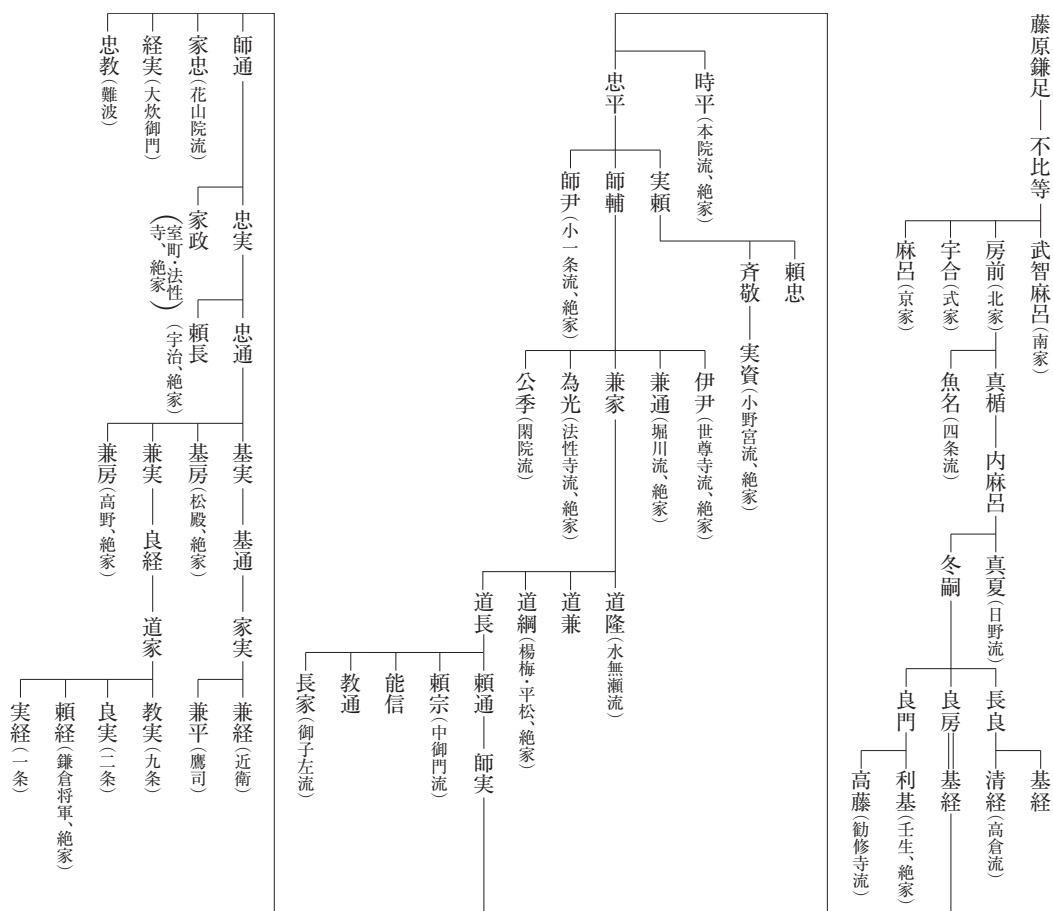 藤原鎌足
不比等
武智麻呂(南家)
房前(北家)
宇合(式家)
麻呂(京家)
真楯
魚名(四条流)
内麻呂
真夏(日野流)
冬嗣
長良
良房
良門
基経
清経(高倉流)
基経
利基(壬生、絶家)
高藤(勧修寺流)
時平(本院流、絶家)
忠平
実頼
師輔
師尹(小一条流、絶家)
頼忠
斉敬
実資(小野宮流、絶家)
伊尹(世尊寺流、絶家)
兼通(堀川流、絶家)
兼家
為光(法性寺流、絶家)
公季(閑院流)
道隆(水無瀬流)
道兼
道綱(楊梅・平松、絶家)
道長
頼通
頼宗(中御門流)
能信
教通
長家(御子左流)
師実
師通
家忠(花山院流)
経実(大炊御門)
忠教(難波)
忠実
家政(室町・法性寺、絶家)
忠通
頼長(宇治、絶家)
基実
基房(松殿、絶家)
兼実
兼房(高野、絶家)
基通
良経
家実
道家
兼経(近衛)
兼平(鷹司)
教実(九条)
良実(二条)
頼経(鎌倉将軍、絶家)
実経(一条)